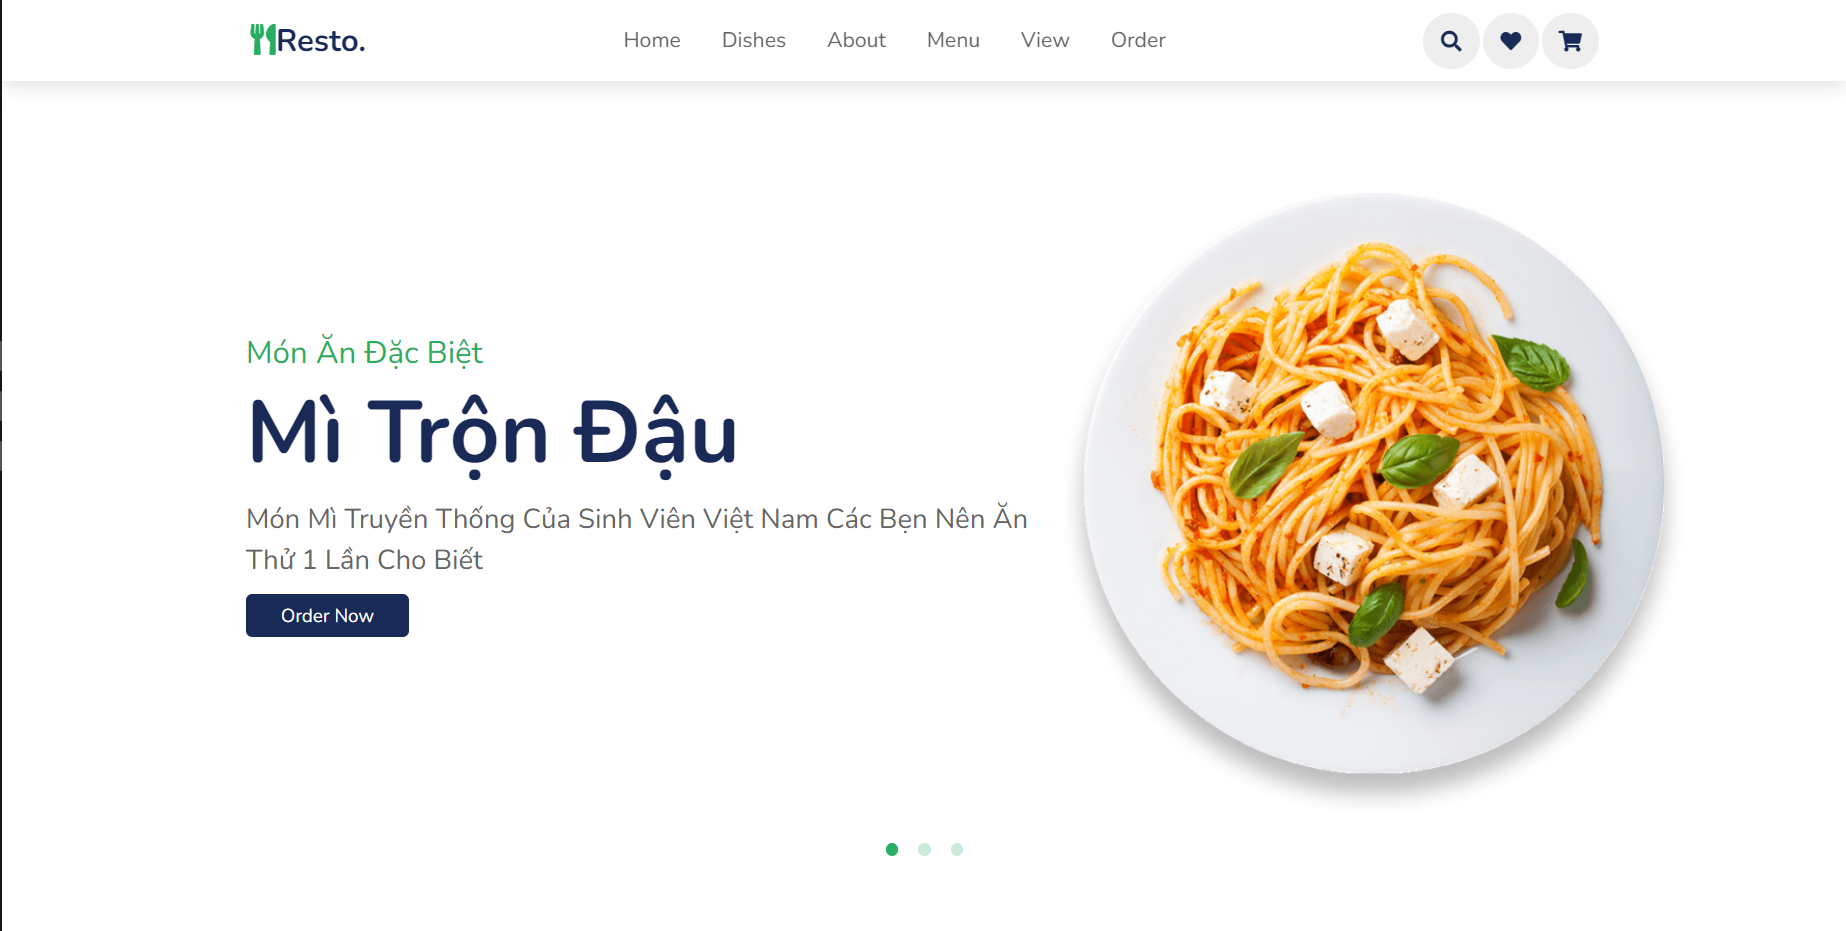 Resto.
Home Dishes About Menu View Order
Món Ăn Đặc Biệt
Mì Trộn Đậu
Món Mì Truyền Thống Của Sinh Viên Việt Nam Các Bẹn Nên Ăn
Thử 1 Lần Cho Biết
Order Now